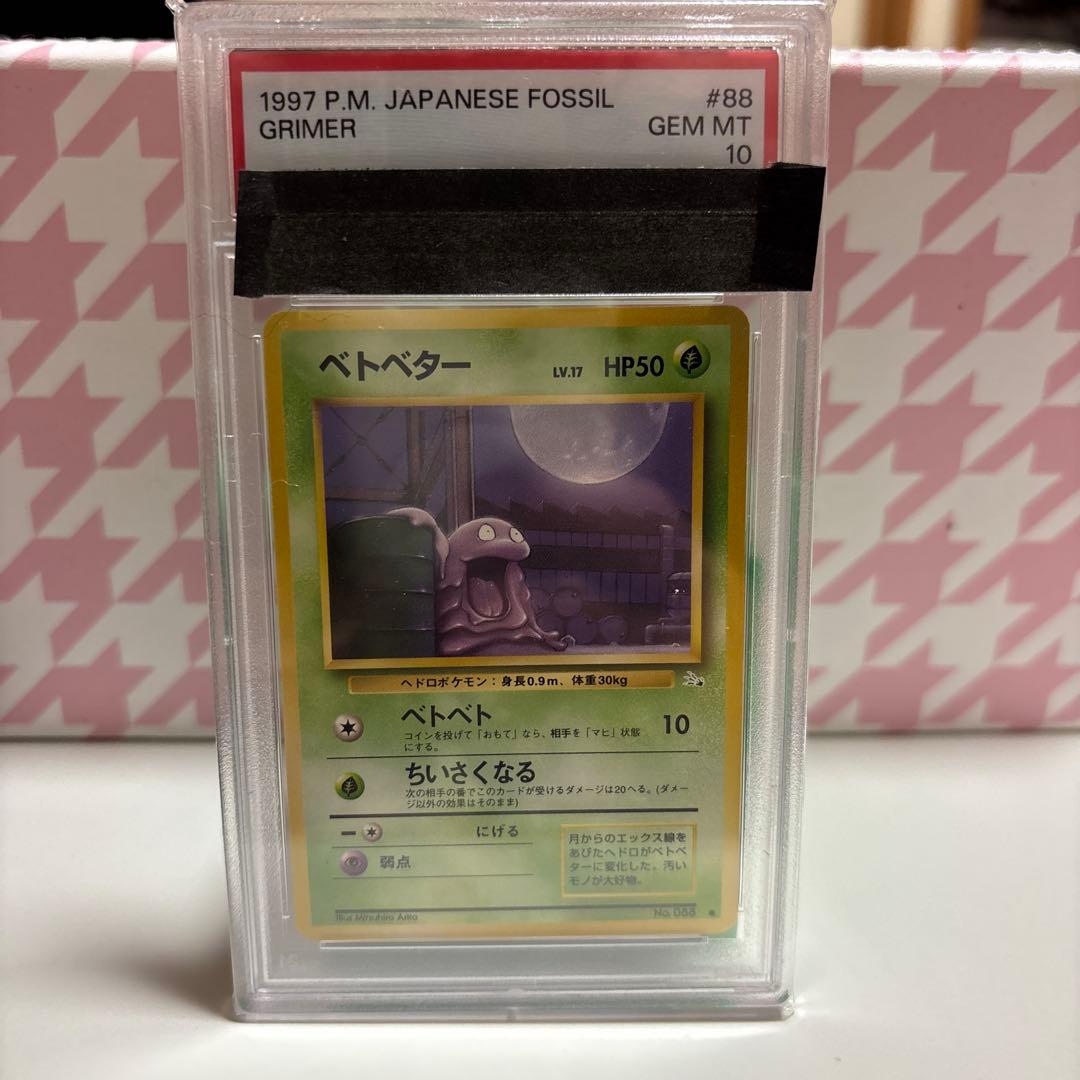 1997 P.M. JAPANESE FOSSIL #88
GRIMER GEM MT
10
ベトベター LV.17 HP50
ヘドロポケモン：身長0.9m、体重30kg
ベトベト 10
コインを投げて「おもて」なら、相手を「マヒ」状態
にする。
ちいさくなる
次の相手の番でこのカードが受けるダメージは20へる。(ダメー
ジ以外の効果はそのまま)
にげる
弱点
月からのエックス線を
あびたヘドロがベトベ
ターに変化した。汚い
モノが大好物。
Illus. Mitsuhiro Arita No. 088